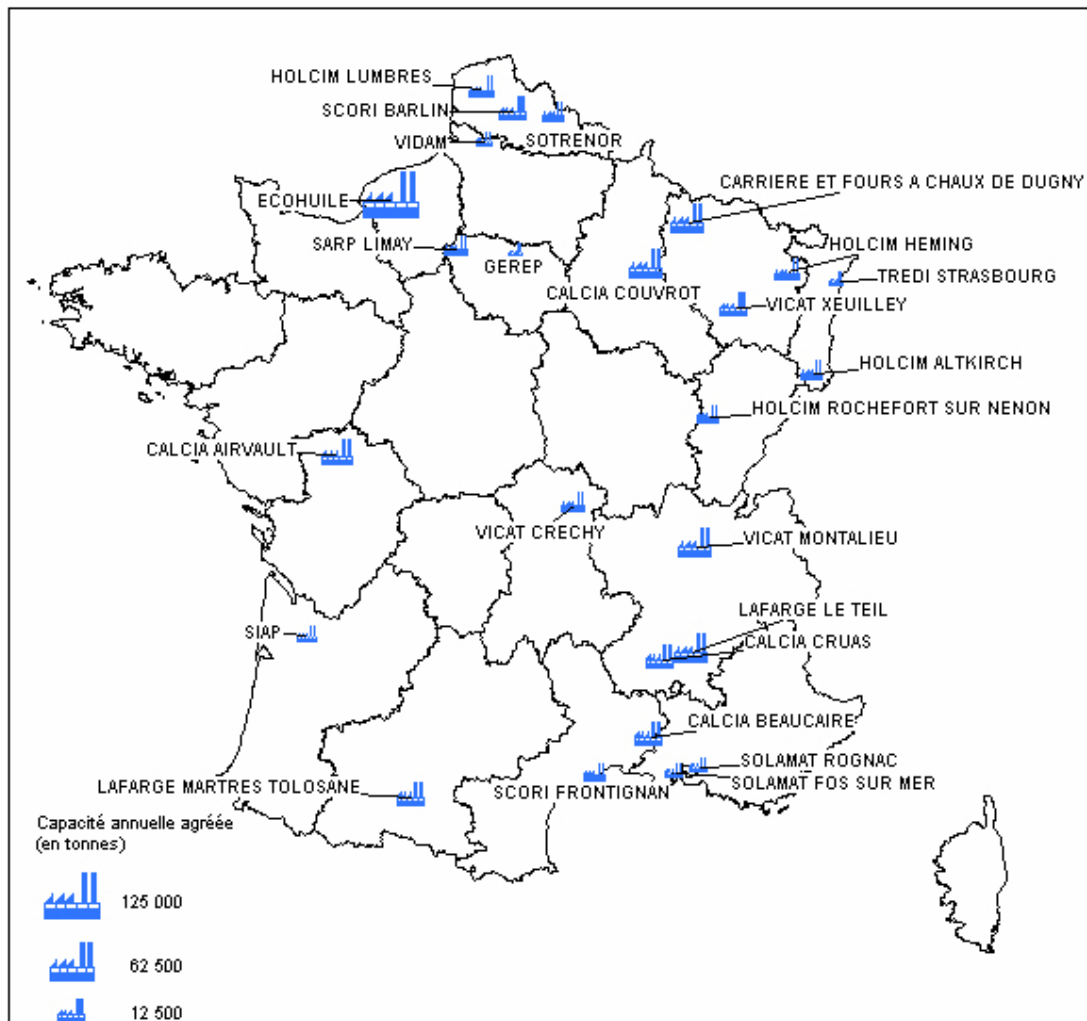 HOLCIM LUMBRES
SCORI BARLIN
VIDAM
SOTRENOR
CARRIERE ET FOURS A CHAUX DE DUGNY
ECOHUILE
SARP LIMAY
GEREP
HOLCIM HEMING
TREDI STRASBOURG
CALCIA COUVROT
VICAT XEUILLEY
HOLCIM ALTKIRCH
HOLCIM ROCHEFORT SUR NENON
CALCIA AIRVAULT
VICAT CRECHY
VICAT MONTALIEU
LAFARGE LE TEIL
SIAP
CALCIA CRUAS
CALCIA BEAUCAIRE
SOLAMAT ROGNAC
LAFARGE MARTRES TOLOSANE
SCORI FRONTIGNAN
SOLAMAT FOS SUR MER
Capacité annuelle agréée
(en tonnes)
125 000
62 500
12 500